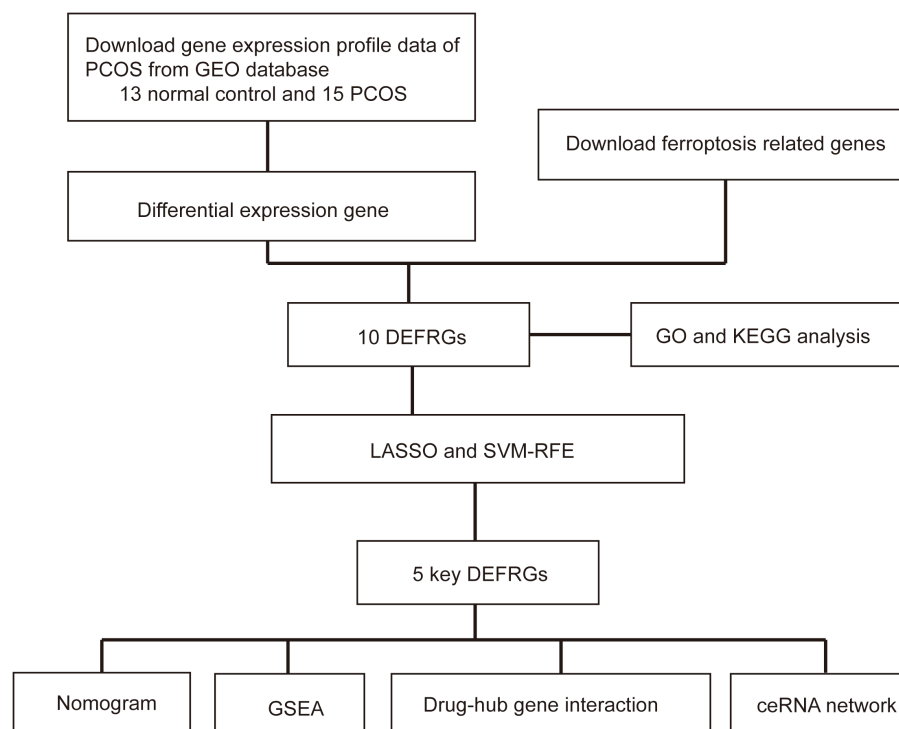 Download gene expression profile data of
PCOS from GEO database
13 normal control and 15 PCOS
Download ferroptosis related genes
Differential expression gene
10 DEFRGs
GO and KEGG analysis
LASSO and SVM-RFE
5 key DEFRGs
Nomogram
GSEA
Drug-hub gene interaction
ceRNA network